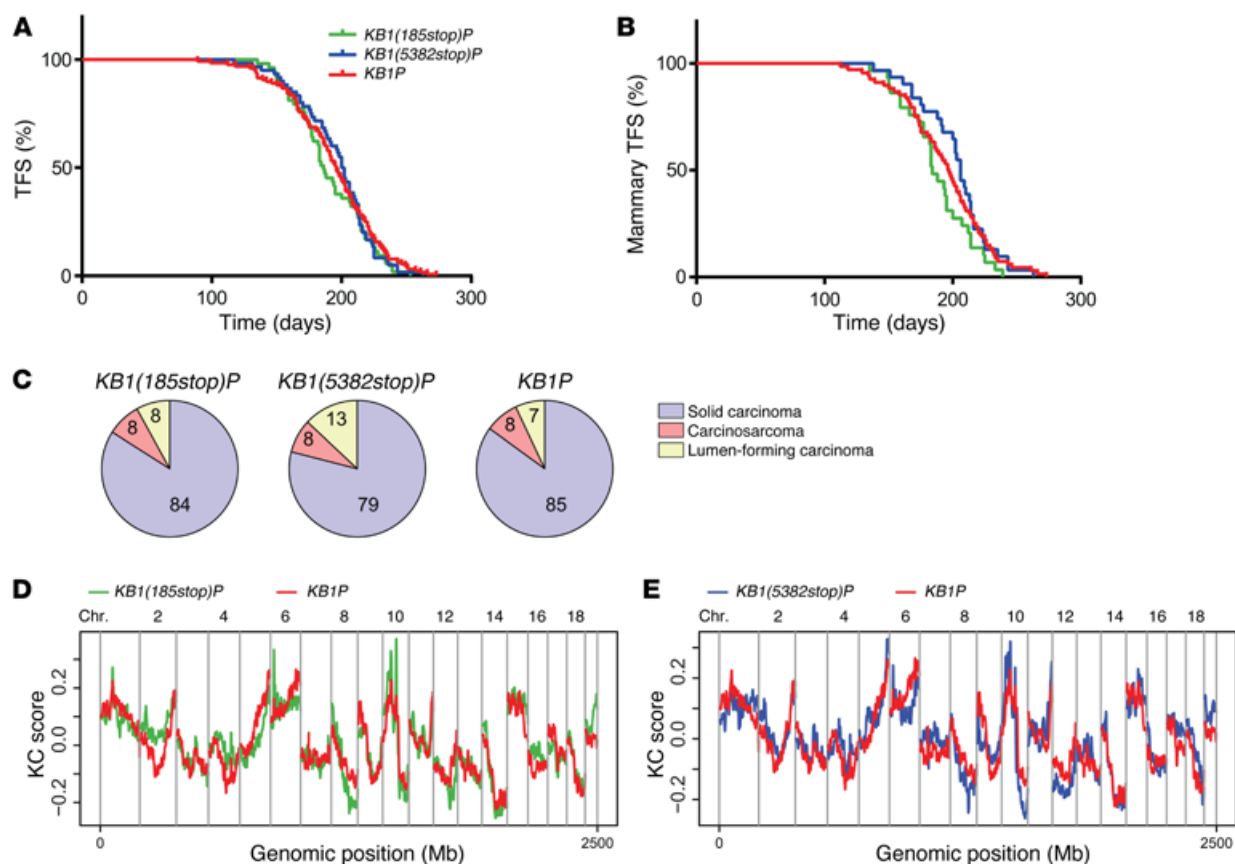 A
KB1(185stop)P
KB1(5382stop)P
KB1P
100
50
0
TFS (%)
0 100 200 300
Time (days)
B
100
50
0
Mammary TFS (%)
0 100 200 300
Time (days)
C
KB1(185stop)P KB1(5382stop)P KB1P
8 8 84
8 13 79
8 7 85
Solid carcinoma
Carcinosarcoma
Lumen-forming carcinoma
D
KB1(185stop)P KB1P
Chr. 2 4 6 8 10 12 14 16 18
0.2
0.0
−0.2
KC score
0 2500
Genomic position (Mb)
E
KB1(5382stop)P KB1P
Chr. 2 4 6 8 10 12 14 16 18
0.2
0.0
−0.2
KC score
0 2500
Genomic position (Mb)